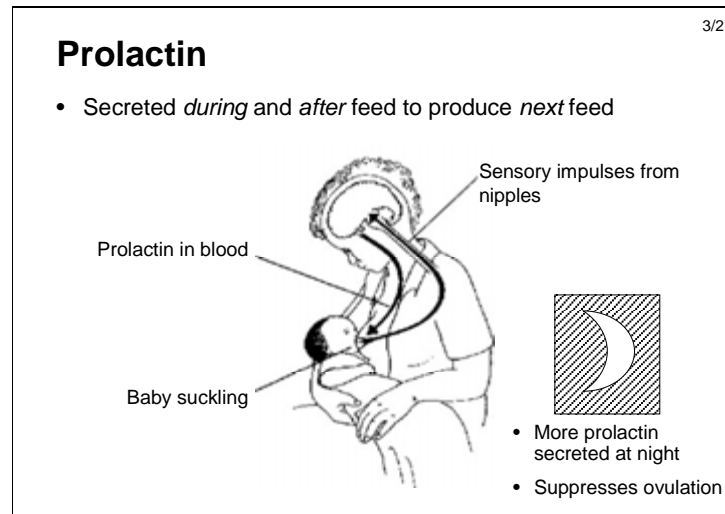 3/2
Prolactin
• Secreted during and after feed to produce next feed
Sensory impulses from
nipples
Prolactin in blood
Baby suckling
• More prolactin
secreted at night
• Suppresses ovulation